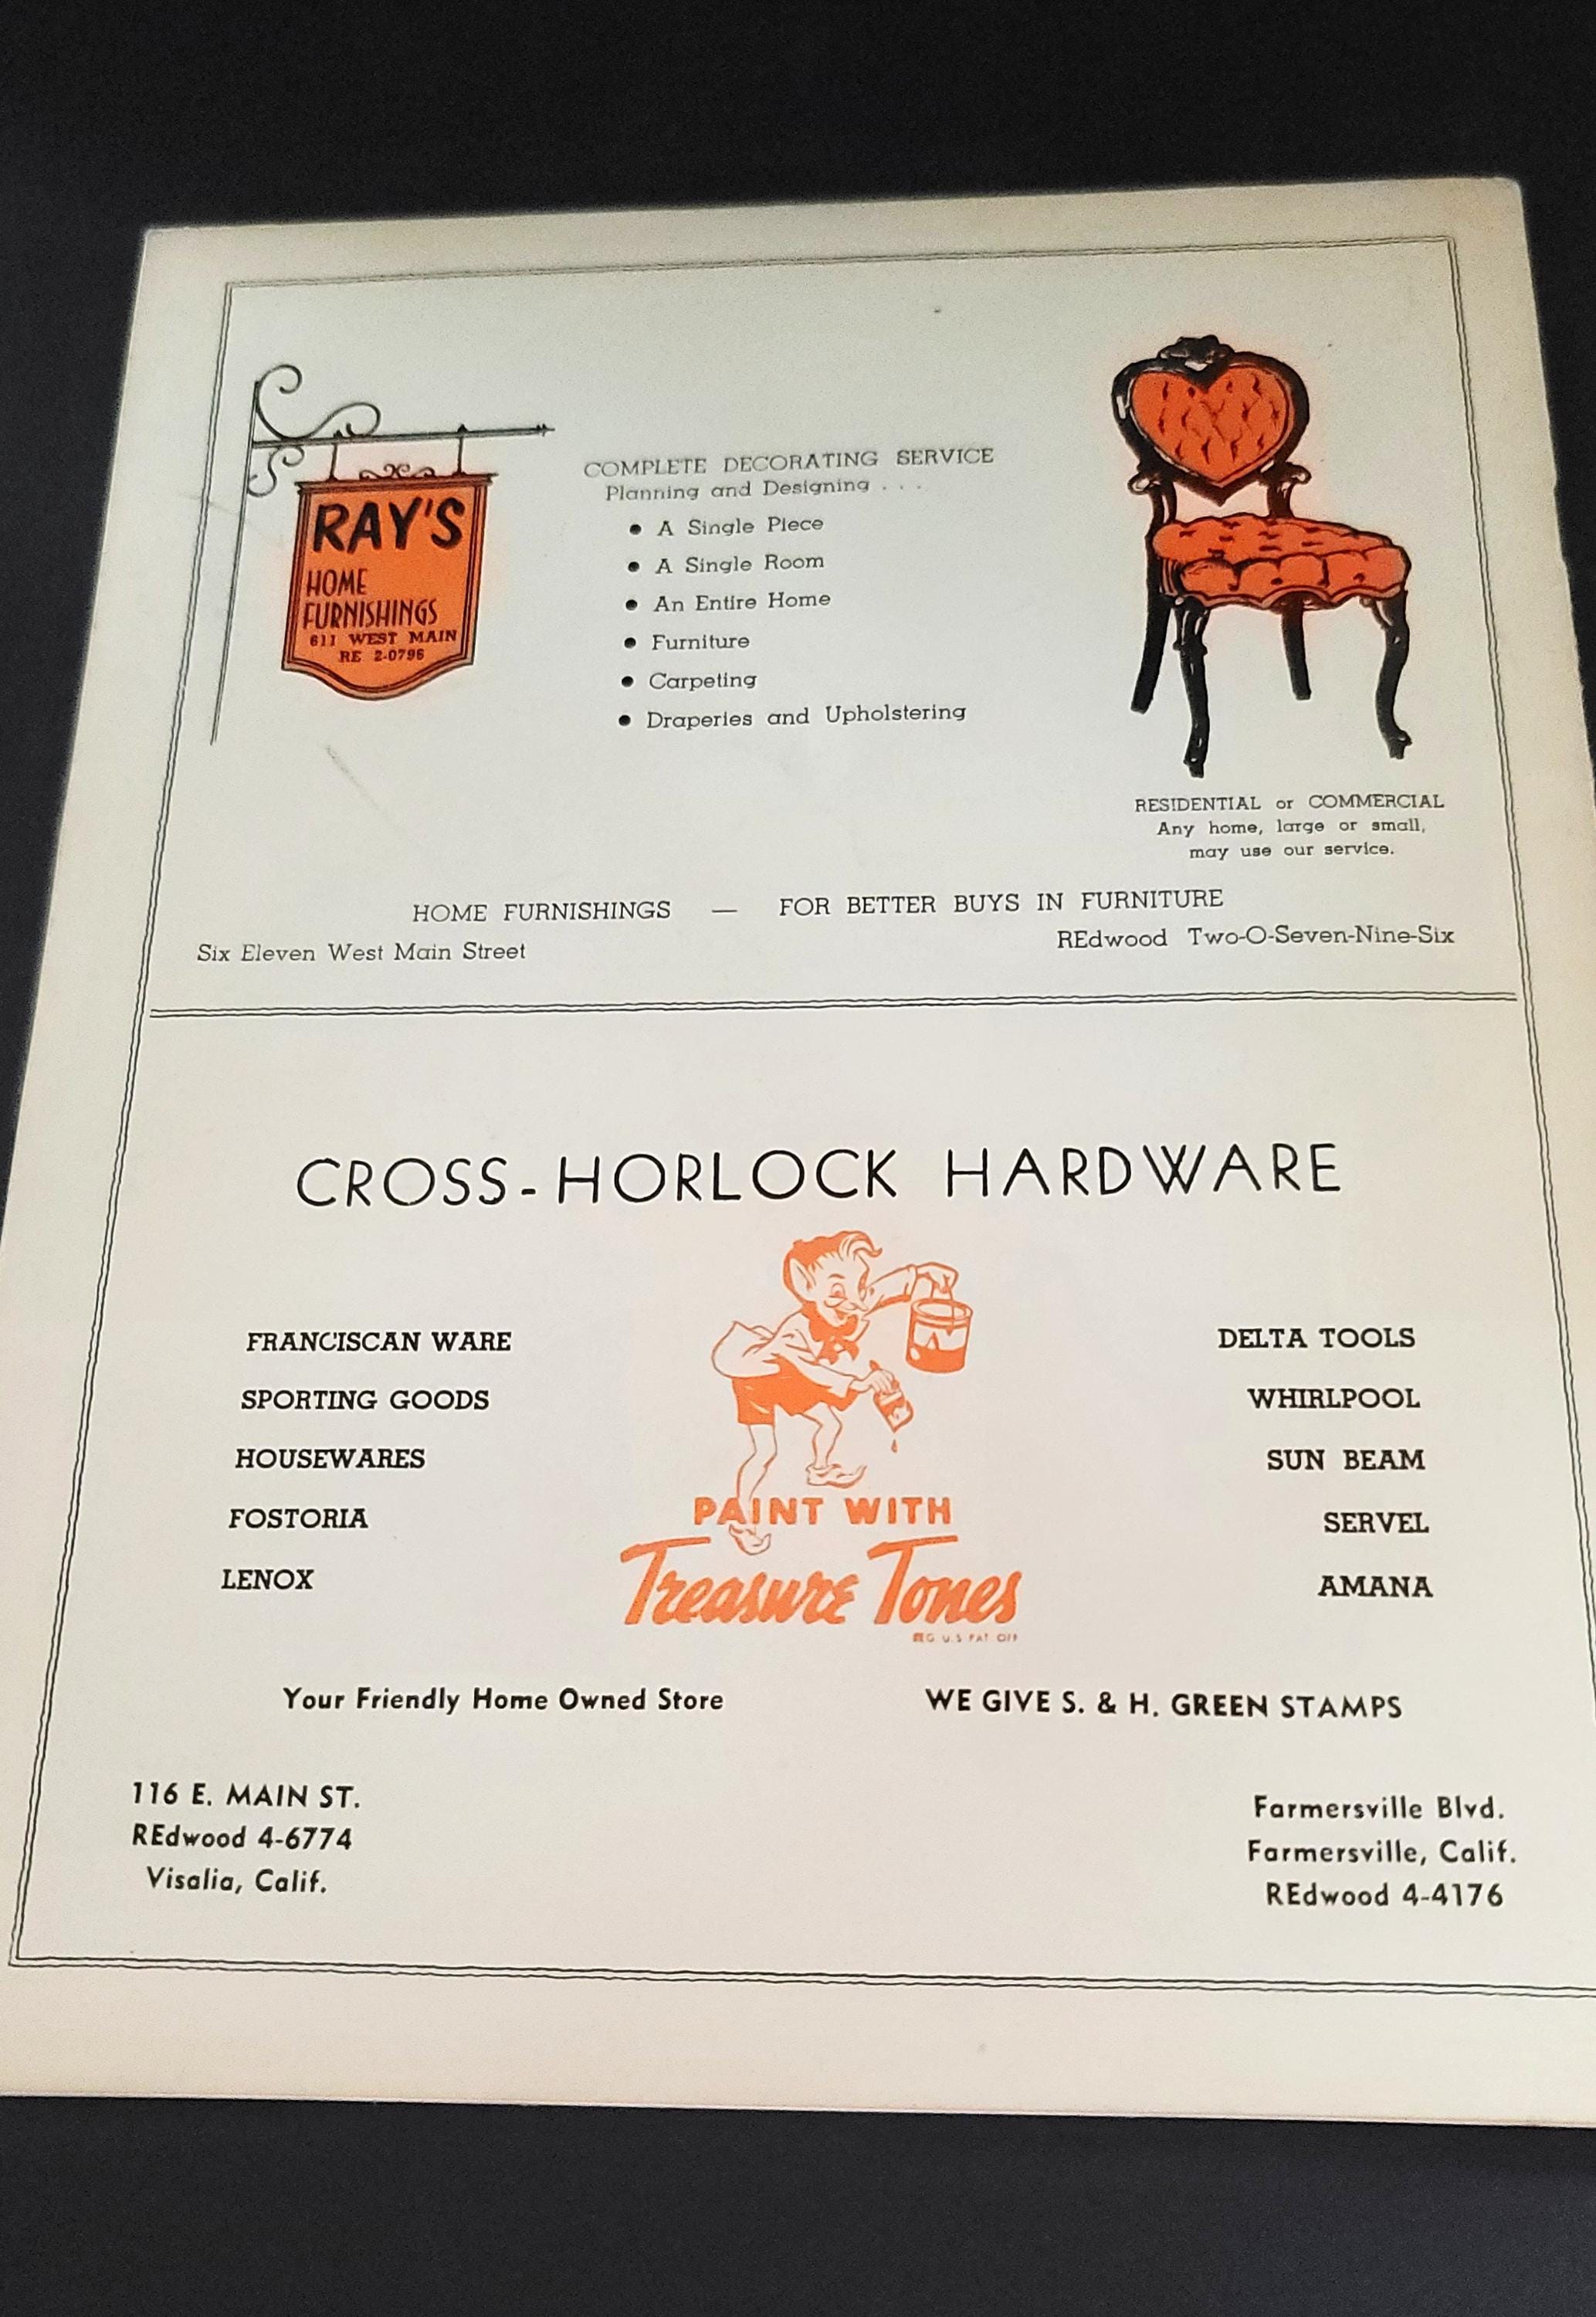 RAY'S
HOME
FURNISHINGS
611 WEST MAIN
RE 2-0796
COMPLETE DECORATING SERVICE
Planning and Designing . . .
• A Single Piece
• A Single Room
• An Entire Home
• Furniture
• Carpeting
• Draperies and Upholstering
RESIDENTIAL or COMMERCIAL
Any home, large or small,
may use our service.
HOME FURNISHINGS — FOR BETTER BUYS IN FURNITURE
Six Eleven West Main Street
REdwood Two-O-Seven-Nine-Six
CROSS-HORLOCK HARDWARE
FRANCISCAN WARE
SPORTING GOODS
HOUSEWARES
FOSTORIA
LENOX
PAINT WITH
Treasure Tones
REG U.S PAT OFF
DELTA TOOLS
WHIRLPOOL
SUN BEAM
SERVEL
AMANA
Your Friendly Home Owned Store
WE GIVE S. & H. GREEN STAMPS
116 E. MAIN ST.
REdwood 4-6774
Visalia, Calif.
Farmersville Blvd.
Farmersville, Calif.
REdwood 4-4176